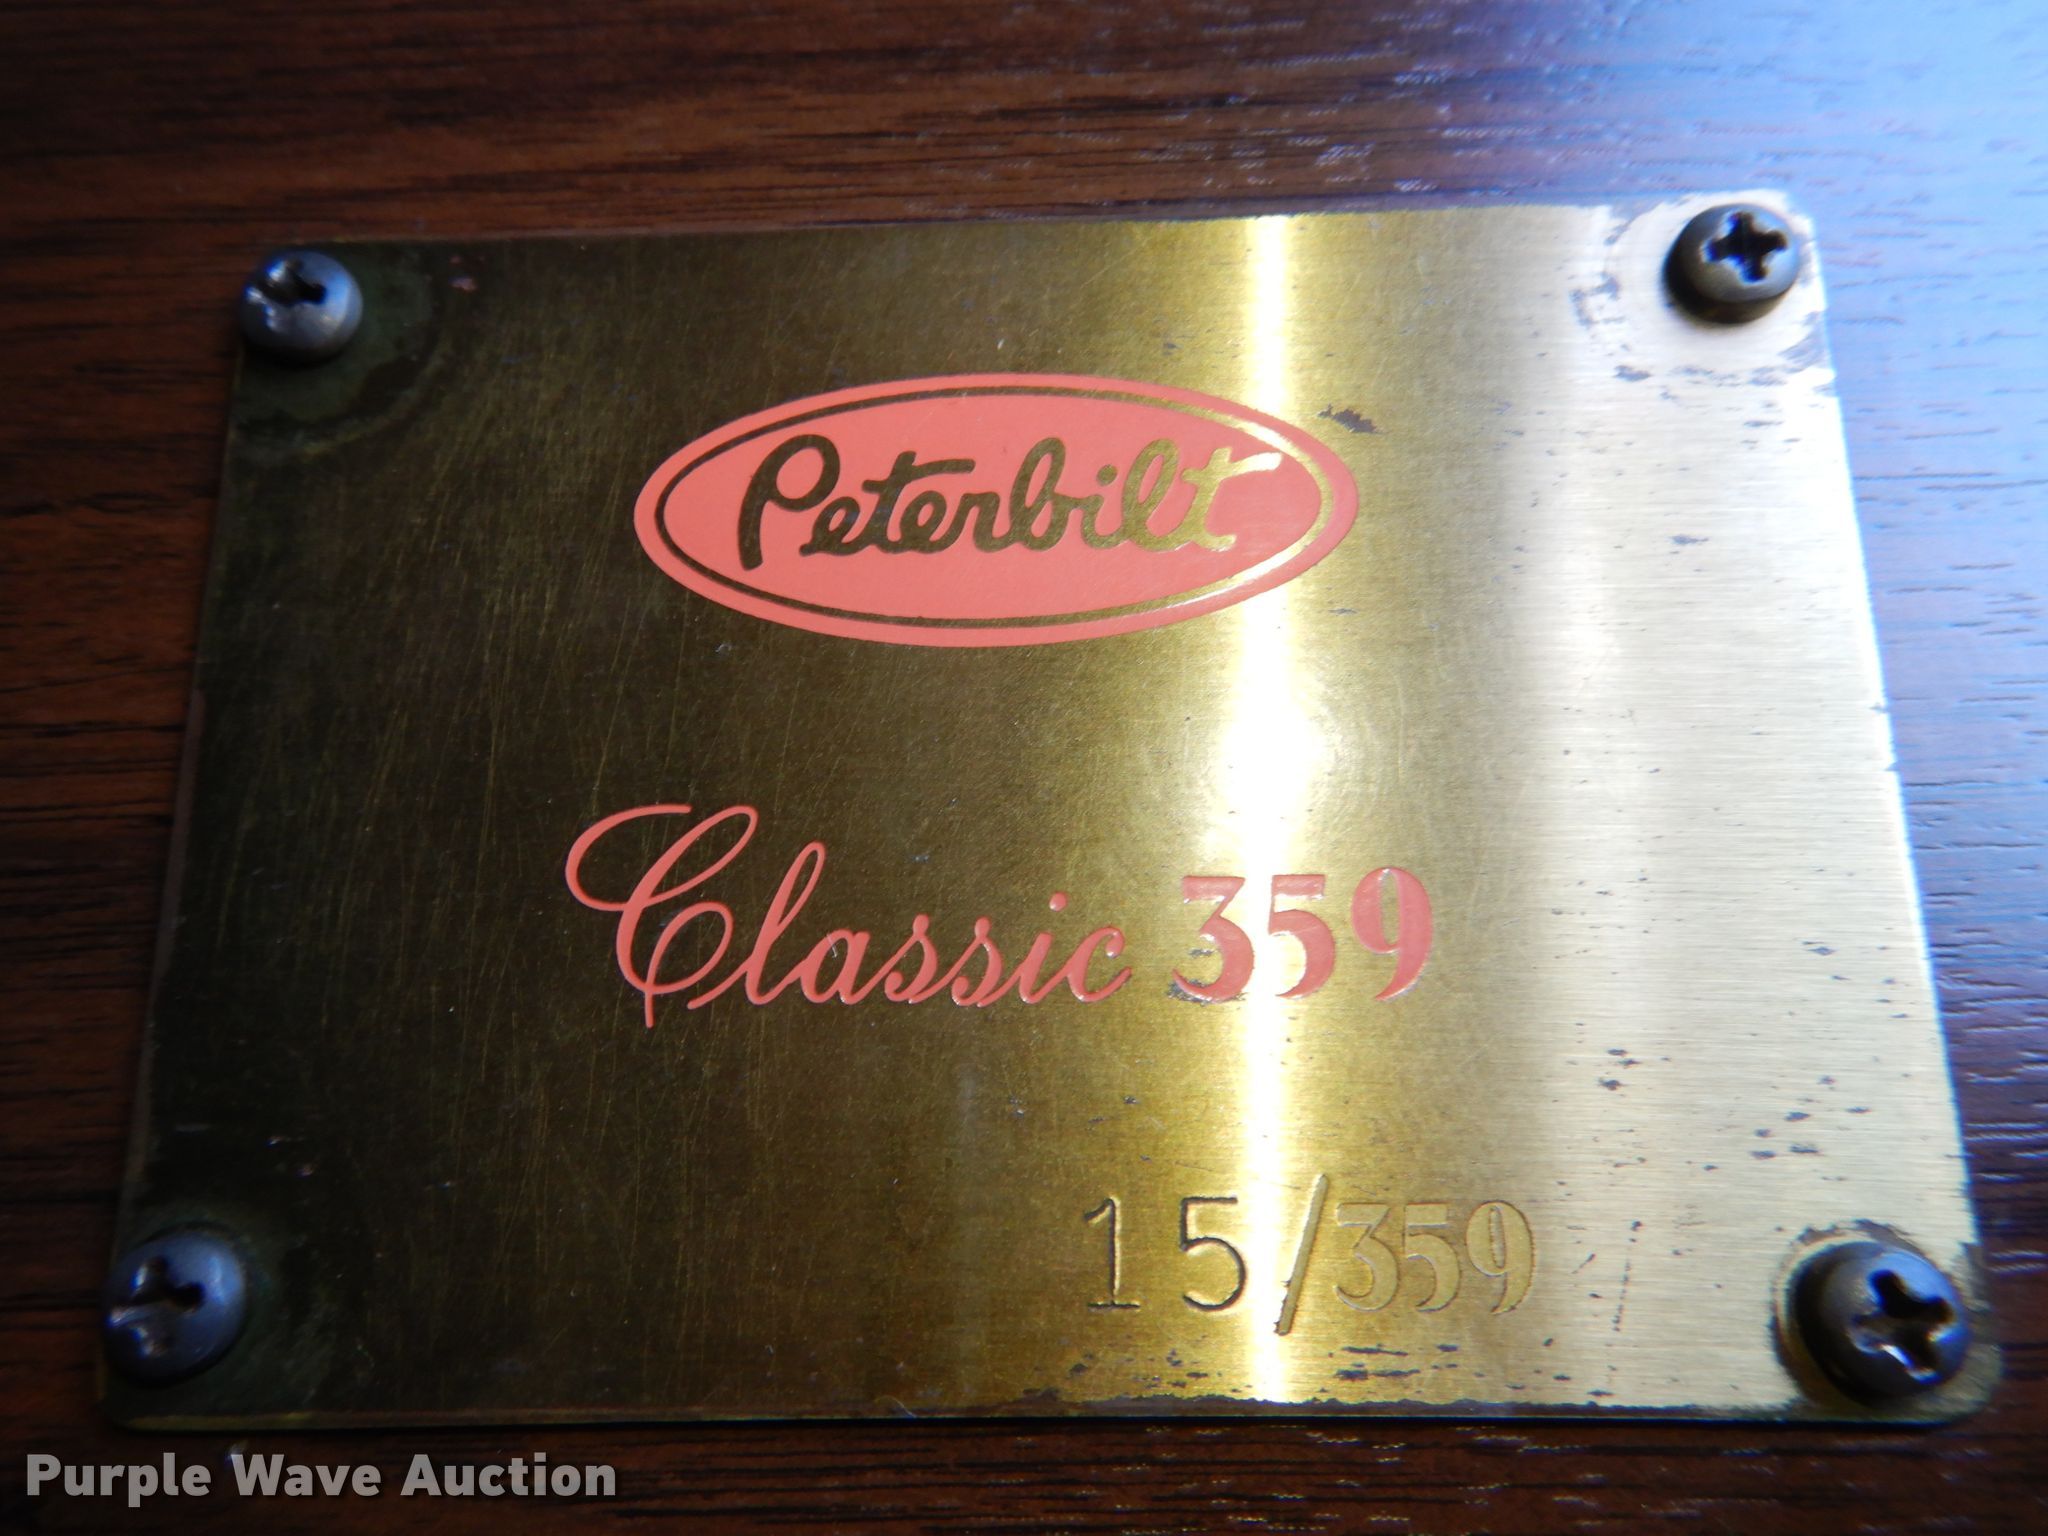 Peterbilt
Classic 359
15/359
Purple Wave Auction